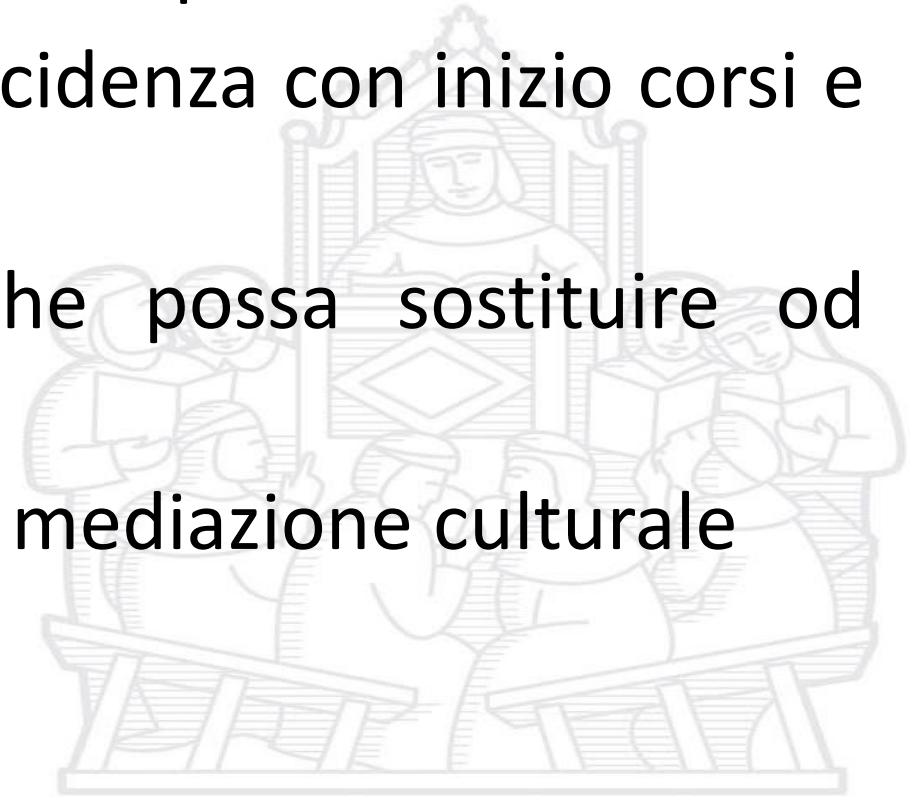 cidenza con inizio corsi e
he possa sostituire od
mediazione culturale